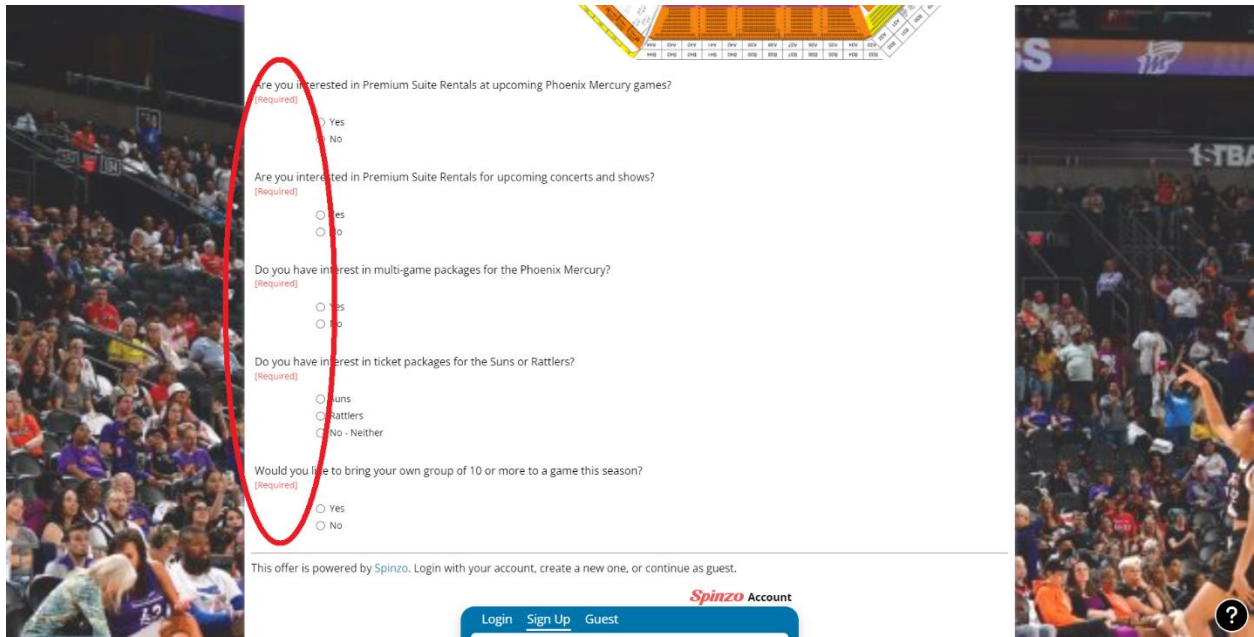 Are you interested in Premium Suite Rentals at upcoming Phoenix Mercury games?
[Required]
Yes
No
Are you interested in Premium Suite Rentals for upcoming concerts and shows?
[Required]
Yes
No
Do you have interest in multi-game packages for the Phoenix Mercury?
[Required]
Yes
No
Do you have interest in ticket packages for the Suns or Rattlers?
[Required]
Suns
Rattlers
No - Neither
Would you like to bring your own group of 10 or more to a game this season?
[Required]
Yes
No
This offer is powered by Spinzo. Login with your account, create a new one, or continue as guest.
Spinzo Account
Login Sign Up Guest
?